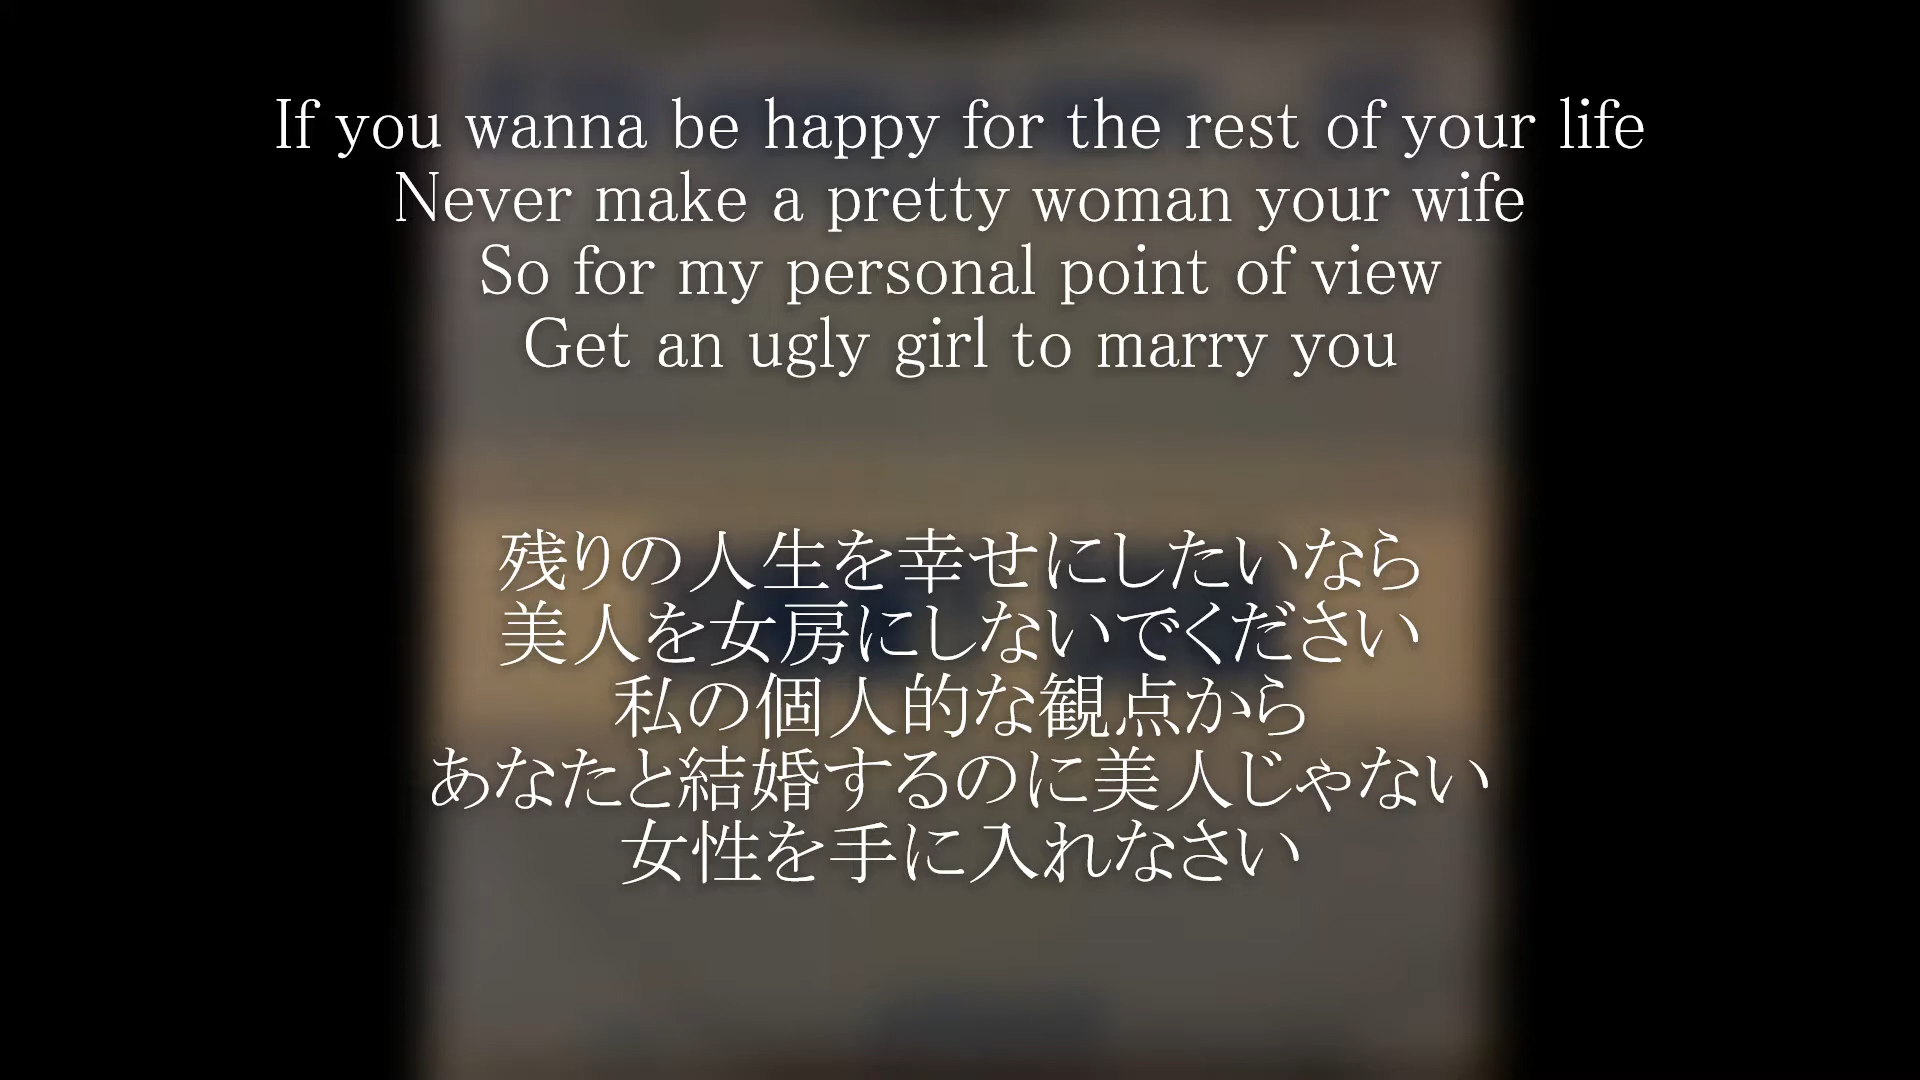 If you wanna be happy for the rest of your life
Never make a pretty woman your wife
So for my personal point of view
Get an ugly girl to marry you
残りの人生を幸せにしたいなら
美人を女房にしないでください
私の個人的な観点から
あなたと結婚するのに美人じゃない
女性を手に入れなさい